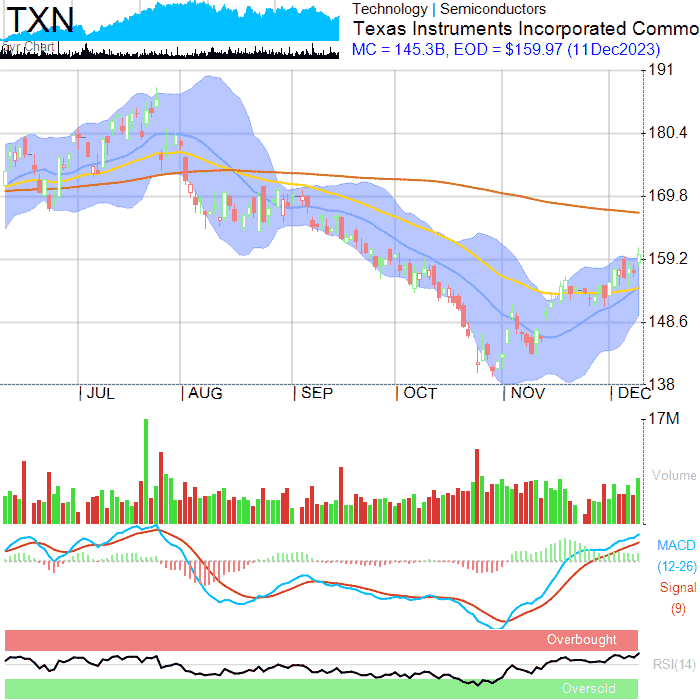 TXN
5yr Chart
Technology | Semiconductors
Texas Instruments Incorporated Commo
MC = 145.3B, EOD = $159.97 (11Dec2023)
191
180.4
169.8
159.2
148.6
138
JUL AUG SEP OCT NOV DEC
17M
Volume
MACD
(12-26)
Signal
(9)
Overbought
RSI(14)
Oversold